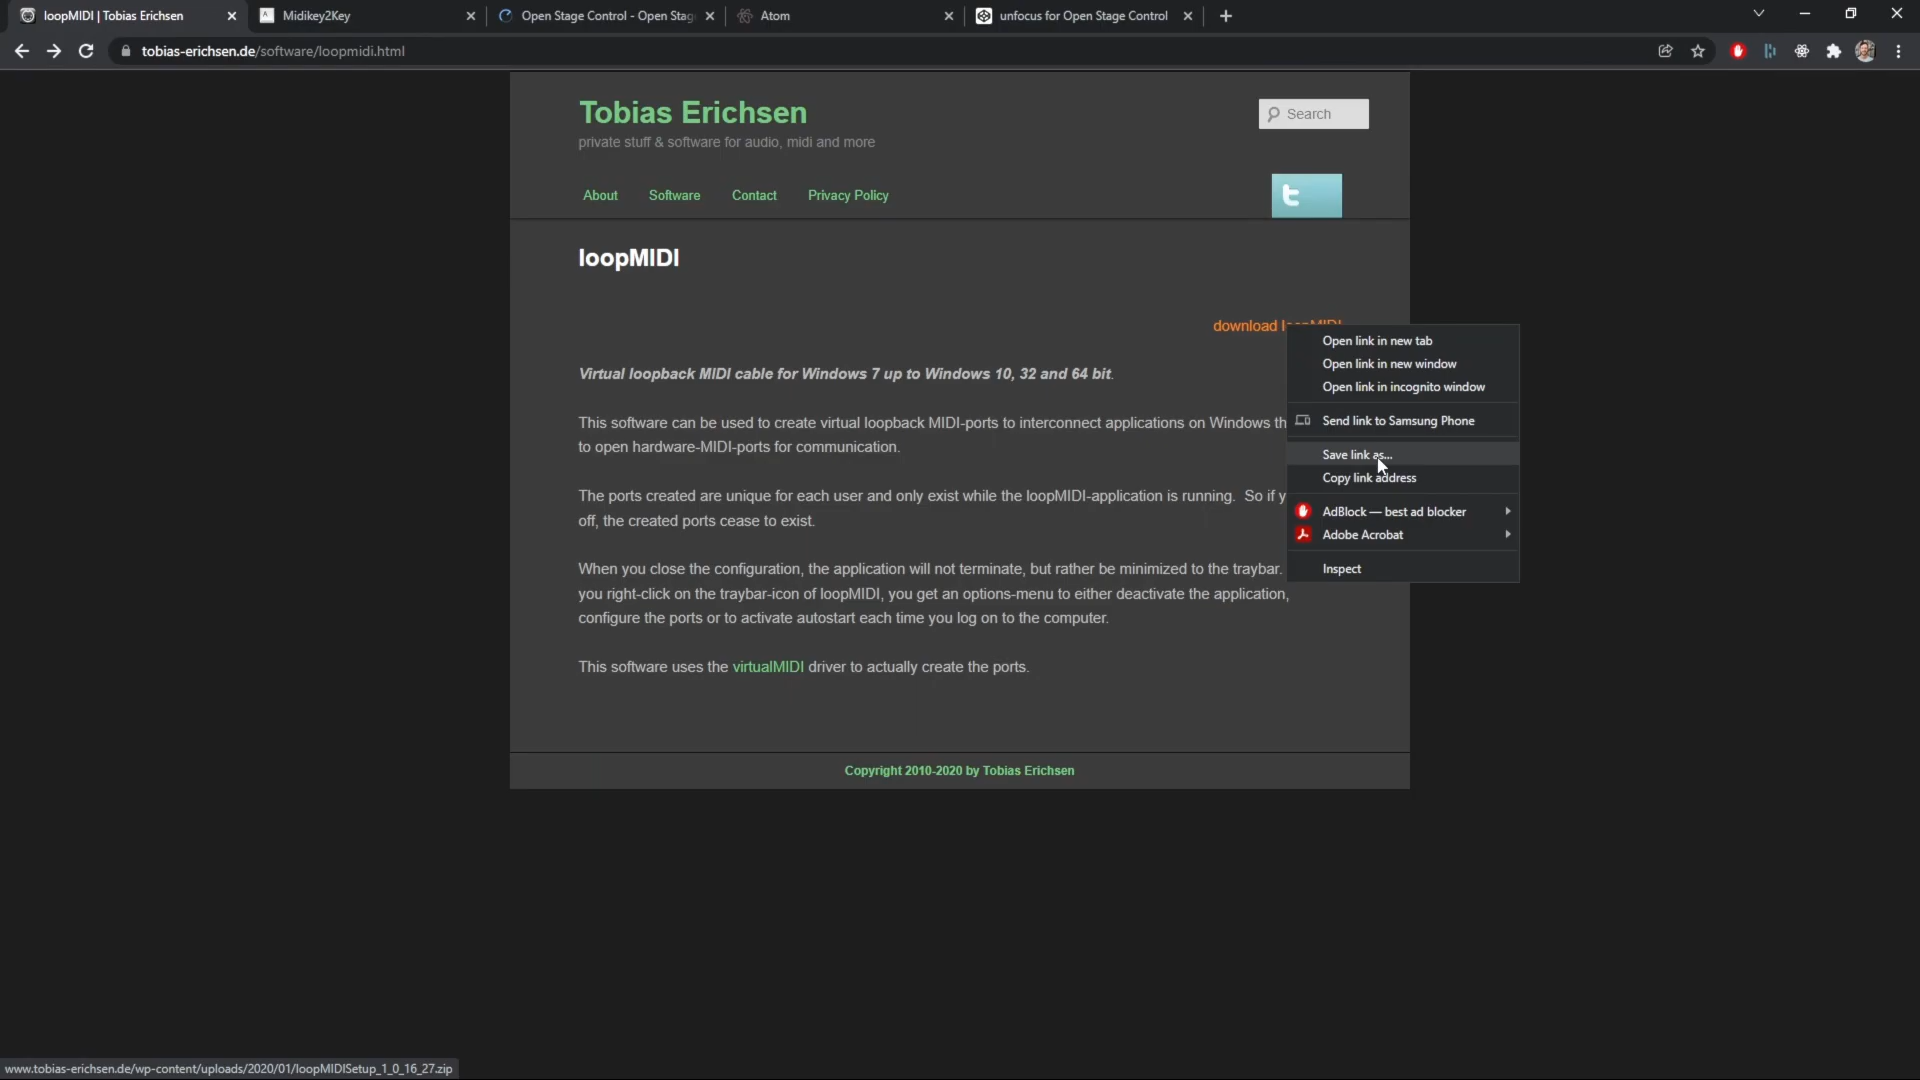 loopMIDI | Tobias Erichsen
Midikey2Key
Open Stage Control - Open Stag
Atom
unfocus for Open Stage Control
tobias-erichsen.de/software/loopmidi.html
Tobias Erichsen
Search
private stuff & software for audio, midi and more
About
Software
Contact
Privacy Policy
loopMIDI
download loopMIDI
Open link in new tab
Open link in new window
Open link in incognito window
Send link to Samsung Phone
Save link as...
Copy link address
AdBlock — best ad blocker
Adobe Acrobat
Inspect
Virtual loopback MIDI cable for Windows 7 up to Windows 10, 32 and 64 bit.
This software can be used to create virtual loopback MIDI-ports to interconnect applications on Windows th
to open hardware-MIDI-ports for communication.
The ports created are unique for each user and only exist while the loopMIDI-application is running. So if y
off, the created ports cease to exist.
When you close the configuration, the application will not terminate, but rather be minimized to the traybar.
you right-click on the traybar-icon of loopMIDI, you get an options-menu to either deactivate the application,
configure the ports or to activate autostart each time you log on to the computer.
This software uses the virtualMIDI driver to actually create the ports.
Copyright 2010-2020 by Tobias Erichsen
www.tobias-erichsen.de/wp-content/uploads/2020/01/loopMIDISetup_1_0_16_27.zip